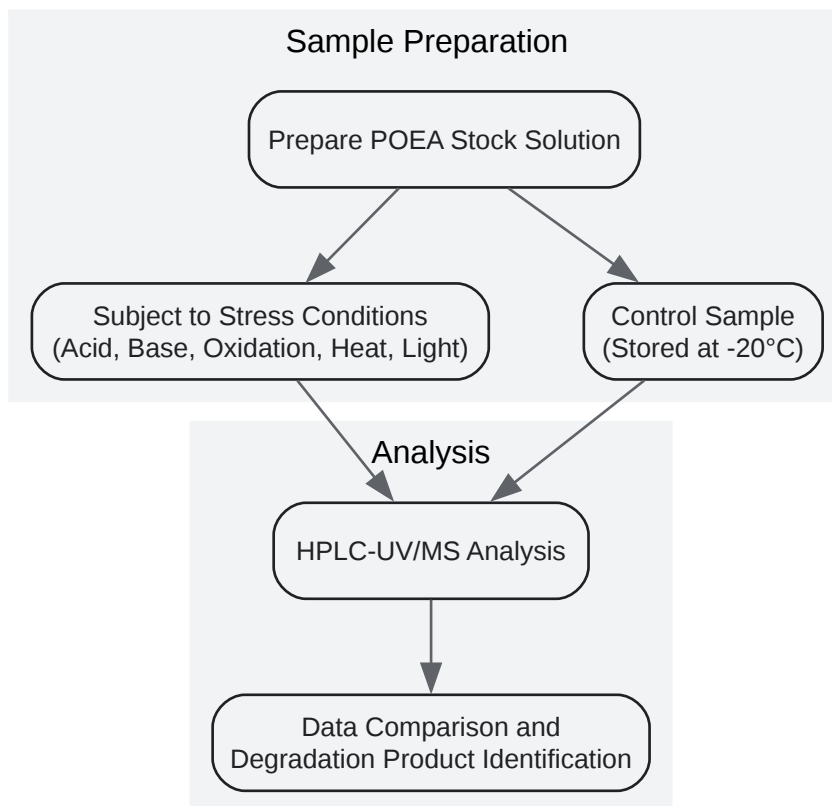 Sample Preparation
Prepare POEA Stock Solution
Subject to Stress Conditions
(Acid, Base, Oxidation, Heat, Light)
Control Sample
(Stored at -20°C)
Analysis
HPLC-UV/MS Analysis
Data Comparison and
Degradation Product Identification